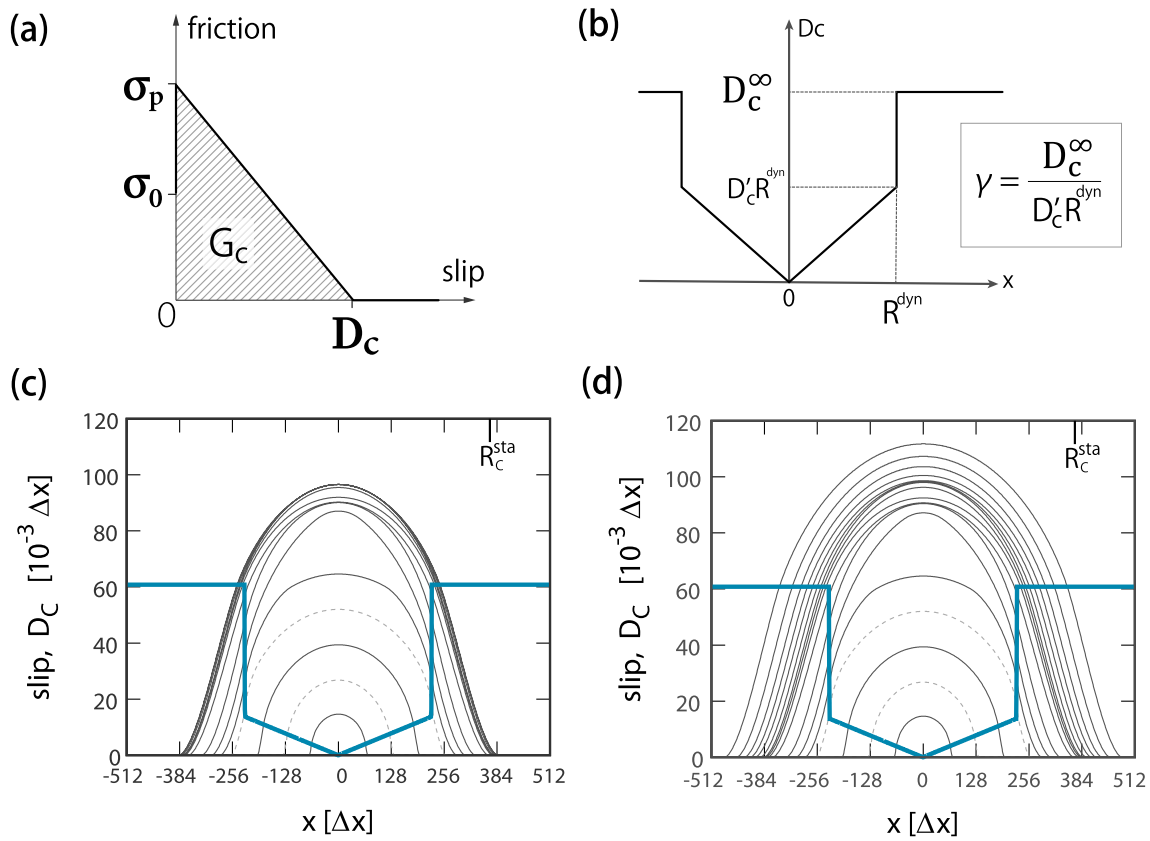 (a)
friction
σp
σ0
Gc
slip
0
Dc
(b)
Dc
Dc∞
D′cRdyn
γ = Dc∞ / D′cRdyn
x
0
Rdyn
(c)
120
100
80
60
40
20
0
slip, DC [10-3 Δx]
RCsta
-512 -384 -256 -128 0 128 256 384 512
x [Δx]
(d)
120
100
80
60
40
20
0
slip, DC [10-3 Δx]
RCsta
-512 -384 -256 -128 0 128 256 384 512
x [Δx]